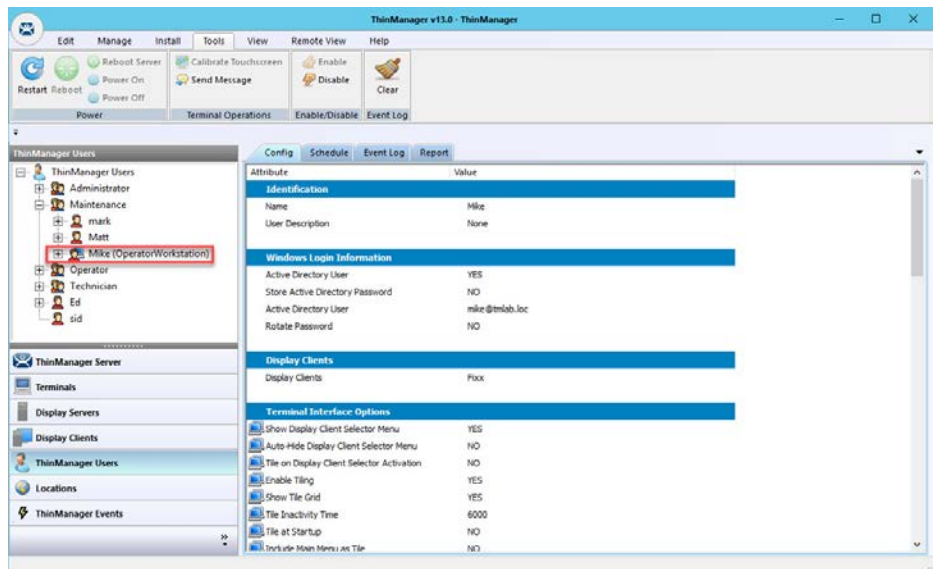 ThinManager v13.0 - ThinManager
Edit Manage Install Tools View Remote View Help
Restart
Reboot
Reboot Server
Power On
Power Off
Power
Calibrate Touchscreen
Send Message
Terminal Operations
Enable
Disable
Enable/Disable
Clear
Event Log
ThinManager Users
ThinManager Users
Administrator
Maintenance
mark
Matt
Mike (OperatorWorkstation)
Operator
Technician
Ed
sid
ThinManager Server
Terminals
Display Servers
Display Clients
ThinManager Users
Locations
ThinManager Events
Config Schedule Event Log Report
Attribute Value
Identification
Name Mike
User Description None
Windows Login Information
Active Directory User YES
Store Active Directory Password NO
Active Directory User mike@tmlab.loc
Rotate Password NO
Display Clients
Display Clients Fixx
Terminal Interface Options
Show Display Client Selector Menu YES
Auto-Hide Display Client Selector Menu NO
Tile on Display Client Selector Activation NO
Enable Tiling YES
Show Tile Grid YES
Tile Inactivity Time 6000
Tile at Startup NO
Include Main Menu as Tile NO